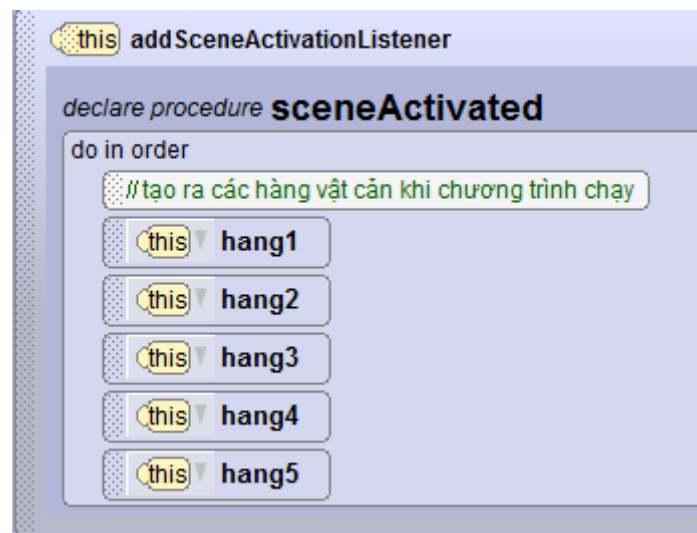 this addSceneActivationListener
declare procedure sceneActivated
do in order
//tạo ra các hàng vật cản khi chương trình chạy
this hang1
this hang2
this hang3
this hang4
this hang5